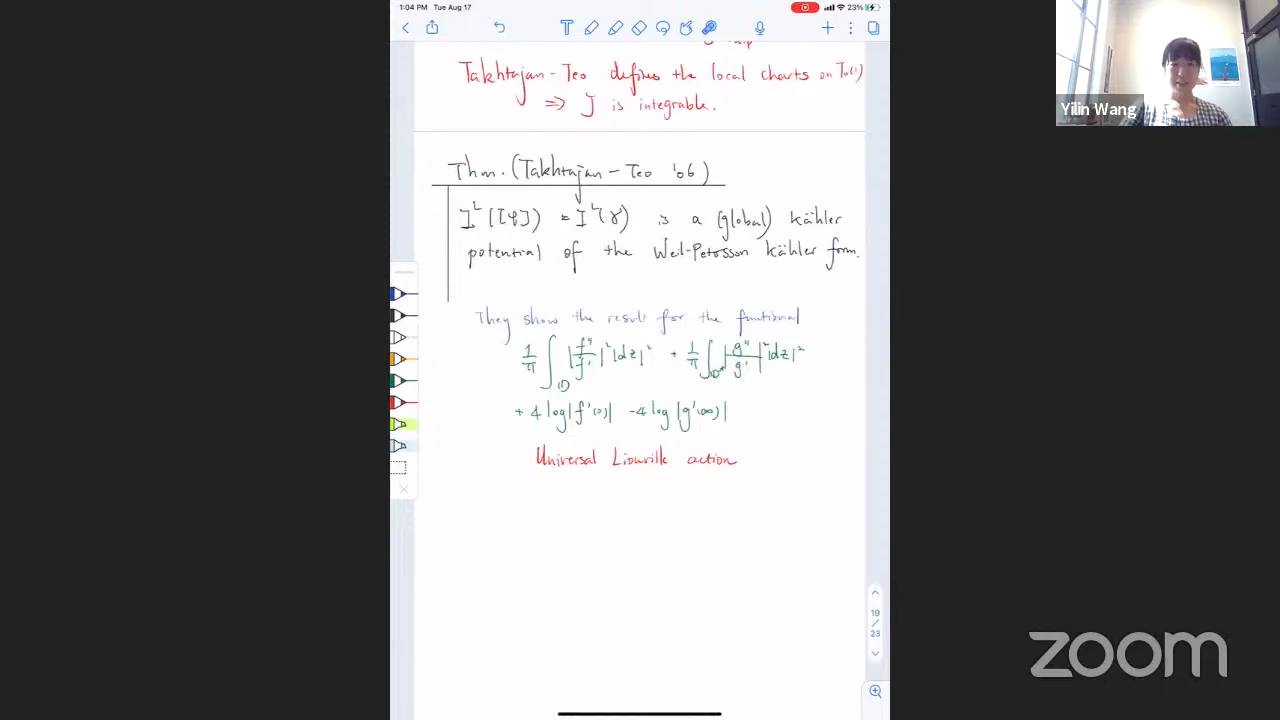 1:04 PM Tue Aug 17
23%
Takhtajan-Teo defines the local charts on T₀(1)
⇒ J is integrable.
Thm. (Takhtajan - Teo '06)
I^L([φ]) = I^L(γ) is a (global) kähler
potential of the Weil-Petersson kähler form.
They show the result for the functional
1/π ∫_D |f''/f'|² |dz|² + 1/π ∫_D* |g''/g'|² |dz|²
+ 4 log|f'(0)| - 4 log |g'(∞)|
Universal Liouville action
19
/
23
Yilin Wang
zoom